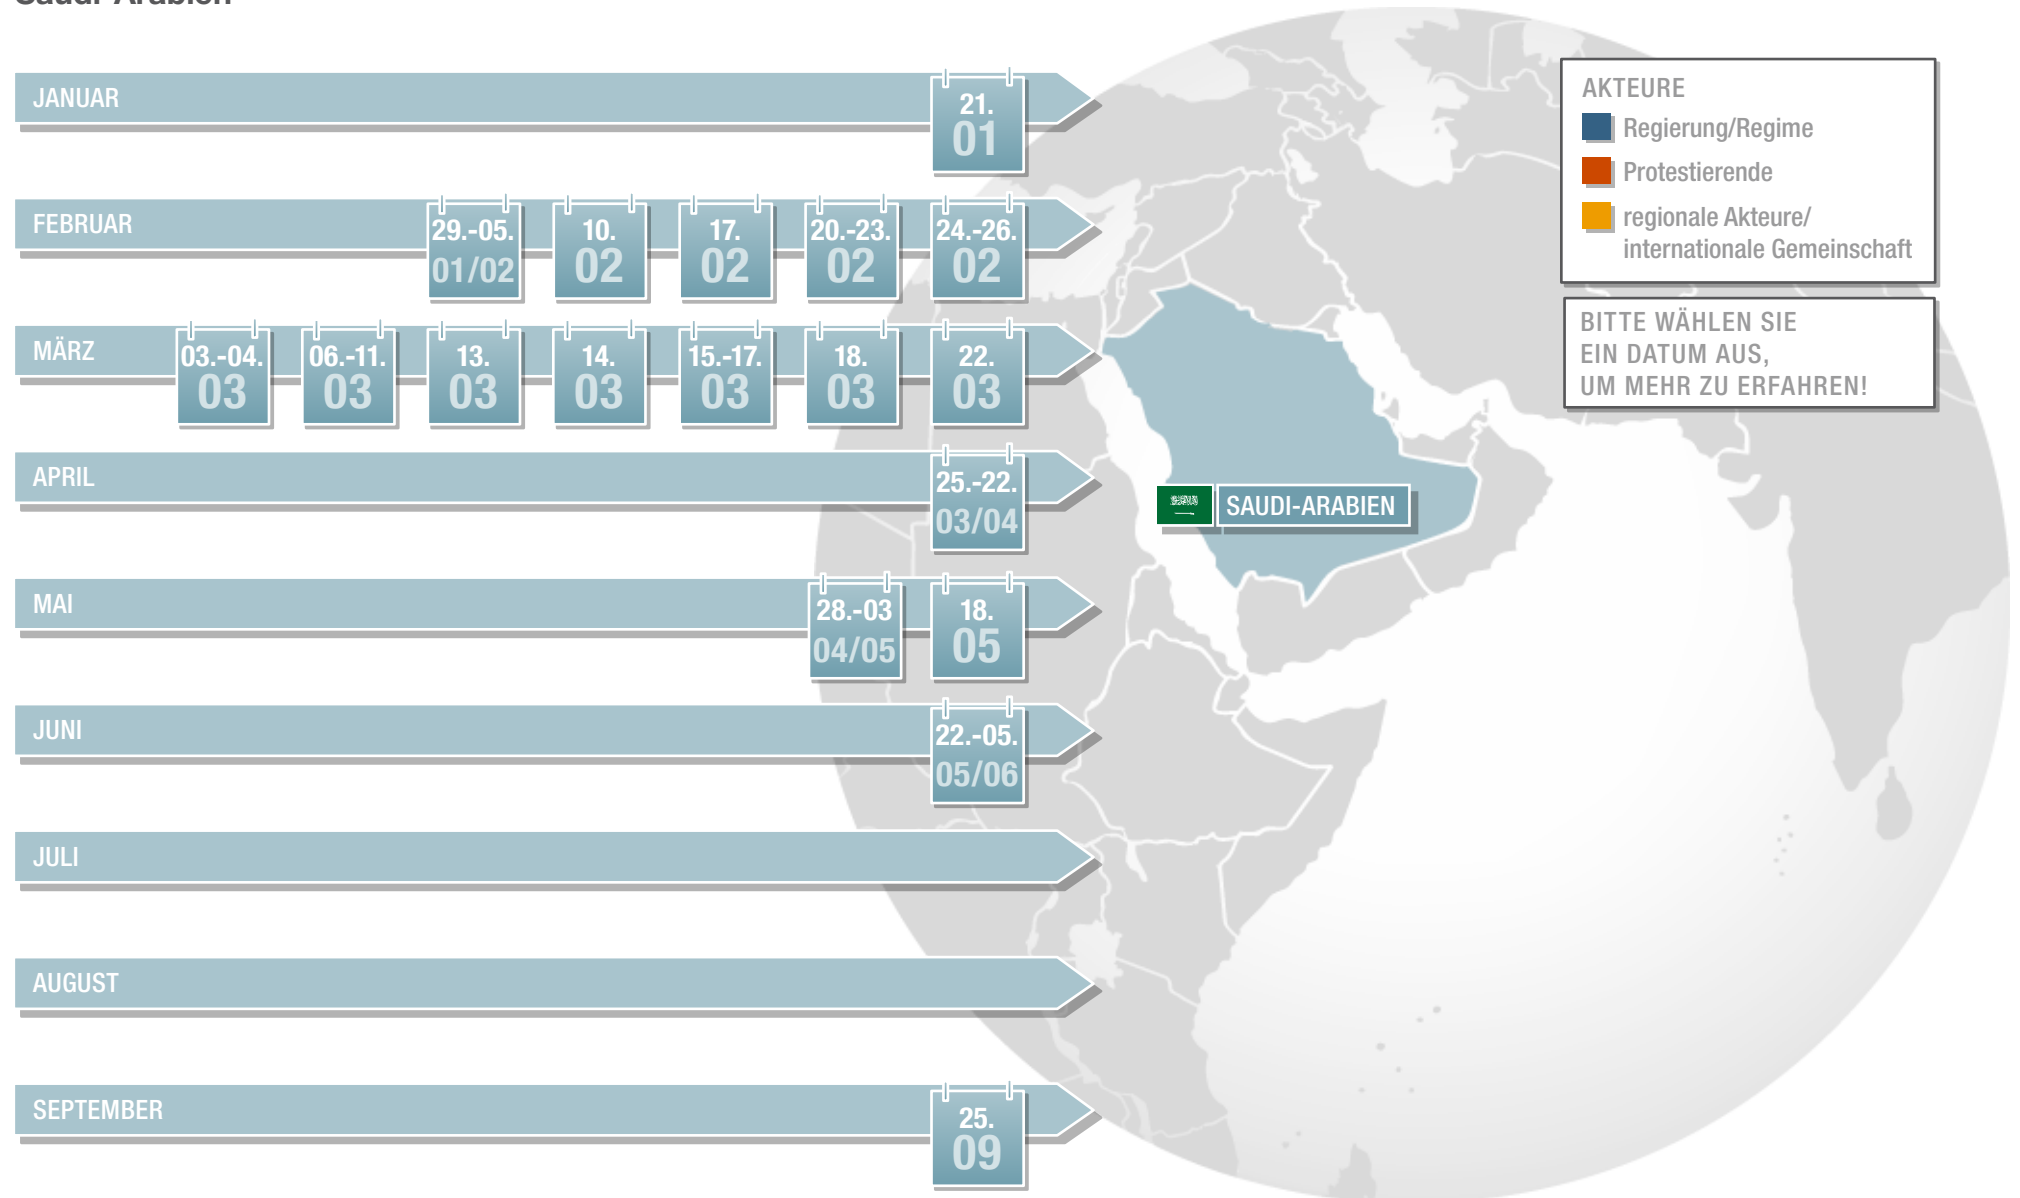 Saudi-Arabien
JANUAR
21.
01
FEBRUAR
29.-05.
01/02
10.
02
17.
02
20.-23.
02
24.-26.
02
MÄRZ
03.-04.
03
06.-11.
03
13.
03
14.
03
15.-17.
03
18.
03
22.
03
APRIL
25.-22.
03/04
MAI
28.-03
04/05
18.
05
JUNI
22.-05.
05/06
JULI
AUGUST
SEPTEMBER
25.
09
SAUDI-ARABIEN
AKTEURE
Regierung/Regime
Protestierende
regionale Akteure/
internationale Gemeinschaft
BITTE WÄHLEN SIE
EIN DATUM AUS,
UM MEHR ZU ERFAHREN!